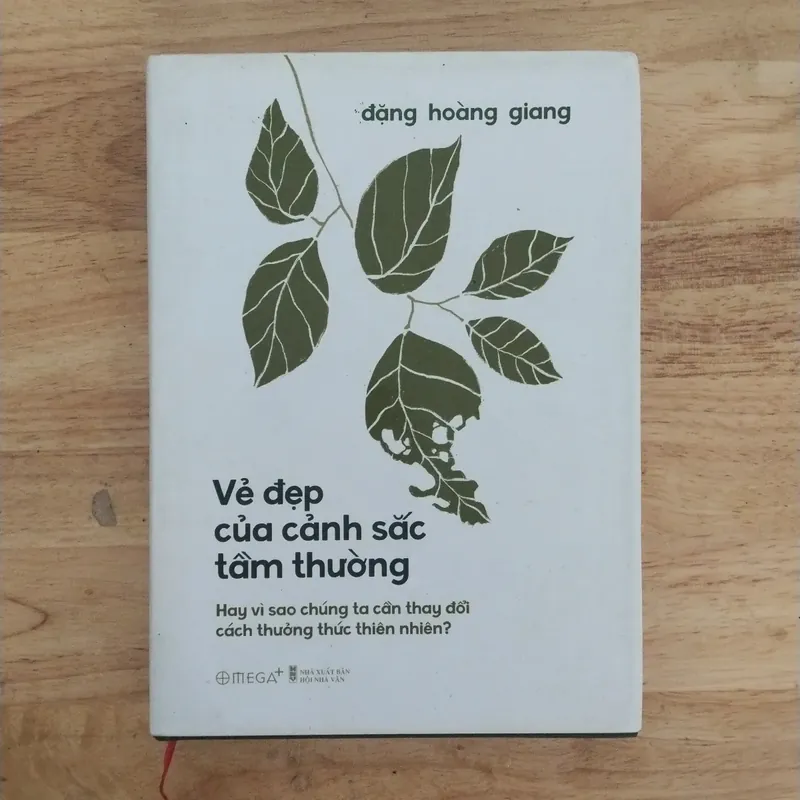 đặng hoàng giang
Vẻ đẹp
của cảnh sắc
tầm thường
Hay vì sao chúng ta cần thay đổi
cách thưởng thức thiên nhiên?
OMEGA+
NHÀ XUẤT BẢN
HỘI NHÀ VĂN